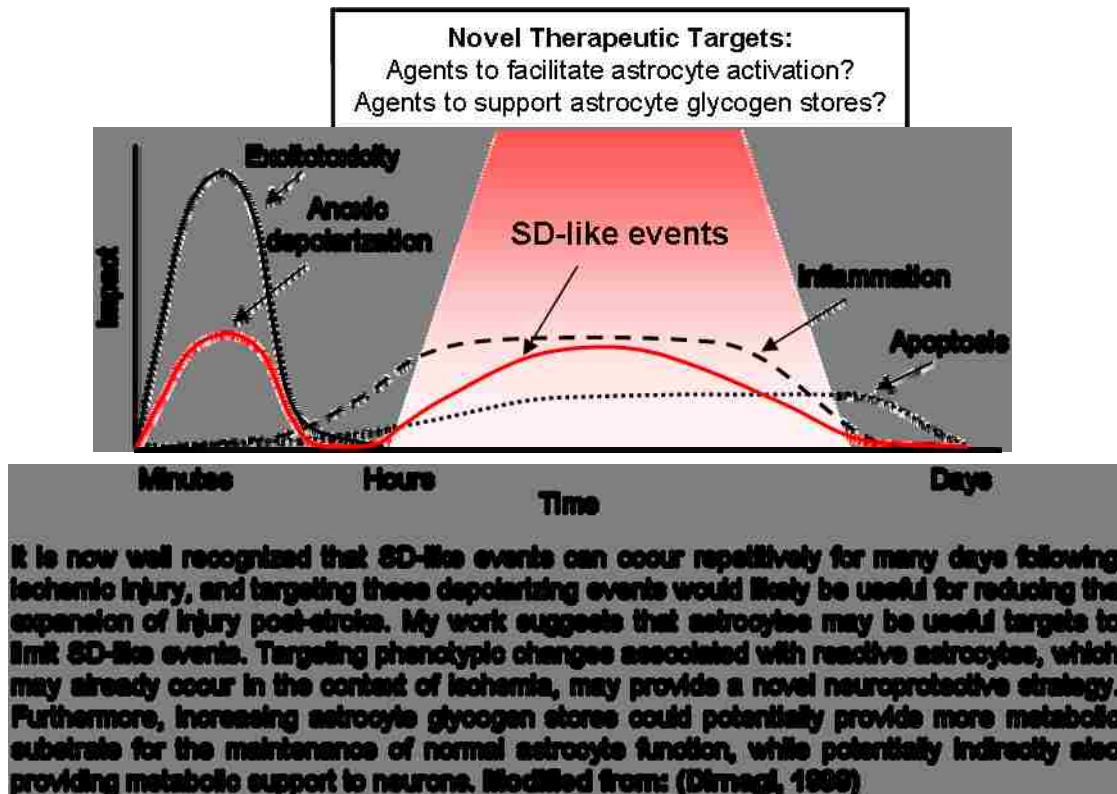 Novel Therapeutic Targets:
Agents to facilitate astrocyte activation?
Agents to support astrocyte glycogen stores?
Excitotoxicity
Anoxic
depolarization
SD-like events
Inflammation
Apoptosis
Impact
Minutes
Hours
Days
Time
It is now well recognized that SD-like events can occur repetitively for many days following
ischemic injury, and targeting these depolarizing events would likely be useful for reducing the
expansion of injury post-stroke. My work suggests that astrocytes may be useful targets to
limit SD-like events. Targeting phenotypic changes associated with reactive astrocytes, which
may already occur in the context of ischemia, may provide a novel neuroprotective strategy.
Furthermore, increasing astrocyte glycogen stores could potentially provide more metabolic
substrate for the maintenance of normal astrocyte function, while potentially indirectly also
providing metabolic support to neurons. Modified from: (Dirnagl, 1999)